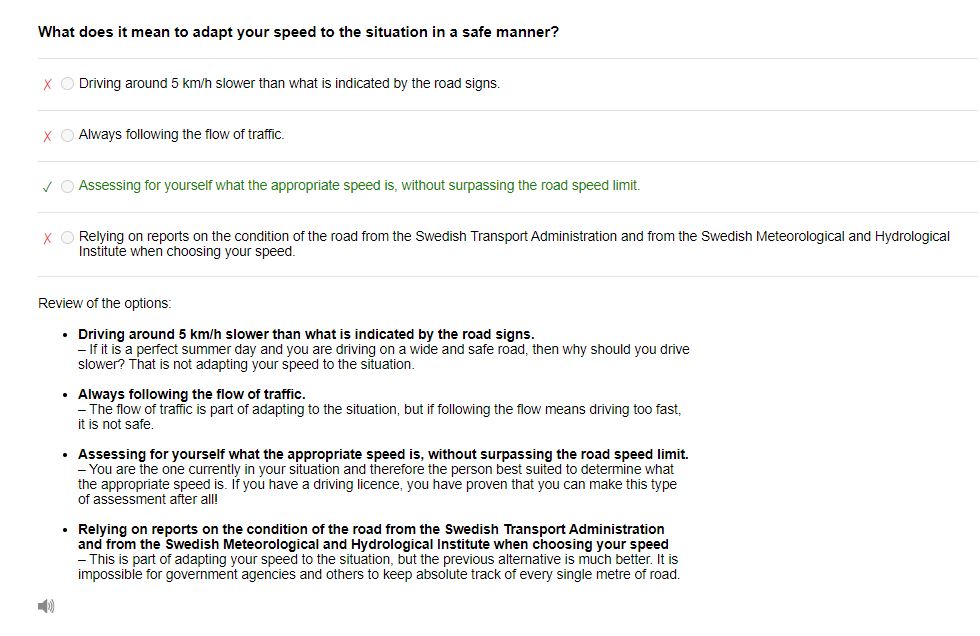 What does it mean to adapt your speed to the situation in a safe manner?
✗ Driving around 5 km/h slower than what is indicated by the road signs.
✗ Always following the flow of traffic.
✓ Assessing for yourself what the appropriate speed is, without surpassing the road speed limit.
✗ Relying on reports on the condition of the road from the Swedish Transport Administration and from the Swedish Meteorological and Hydrological
Institute when choosing your speed.
Review of the options:
• Driving around 5 km/h slower than what is indicated by the road signs.
– If it is a perfect summer day and you are driving on a wide and safe road, then why should you drive
slower? That is not adapting your speed to the situation.
• Always following the flow of traffic.
– The flow of traffic is part of adapting to the situation, but if following the flow means driving too fast,
it is not safe.
• Assessing for yourself what the appropriate speed is, without surpassing the road speed limit.
– You are the one currently in your situation and therefore the person best suited to determine what
the appropriate speed is. If you have a driving licence, you have proven that you can make this type
of assessment after all!
• Relying on reports on the condition of the road from the Swedish Transport Administration
and from the Swedish Meteorological and Hydrological Institute when choosing your speed
– This is part of adapting your speed to the situation, but the previous alternative is much better. It is
impossible for government agencies and others to keep absolute track of every single metre of road.